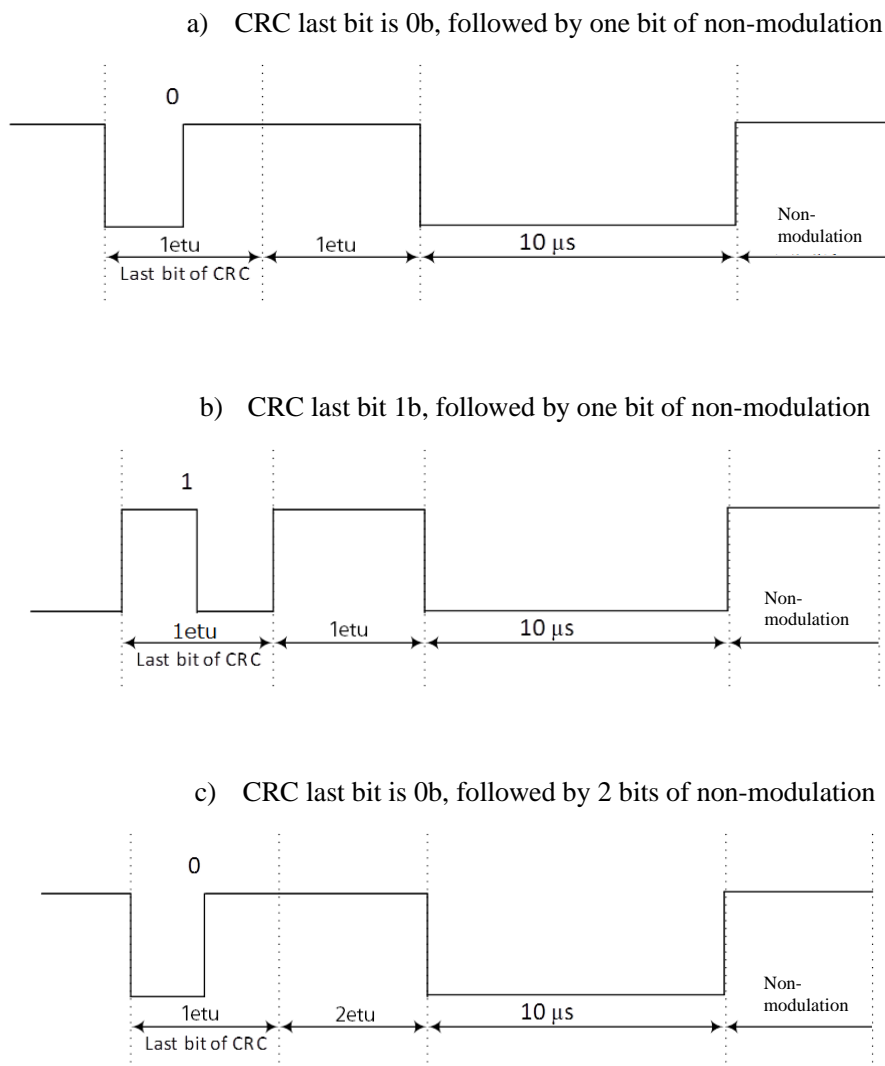 a) CRC last bit is 0b, followed by one bit of non-modulation
0
Non-
modulation
1etu 1etu 10 μs
Last bit of CRC
b) CRC last bit 1b, followed by one bit of non-modulation
1
Non-
modulation
1etu 1etu 10 μs
Last bit of CRC
c) CRC last bit is 0b, followed by 2 bits of non-modulation
0
Non-
modulation
1etu 2etu 10 μs
Last bit of CRC